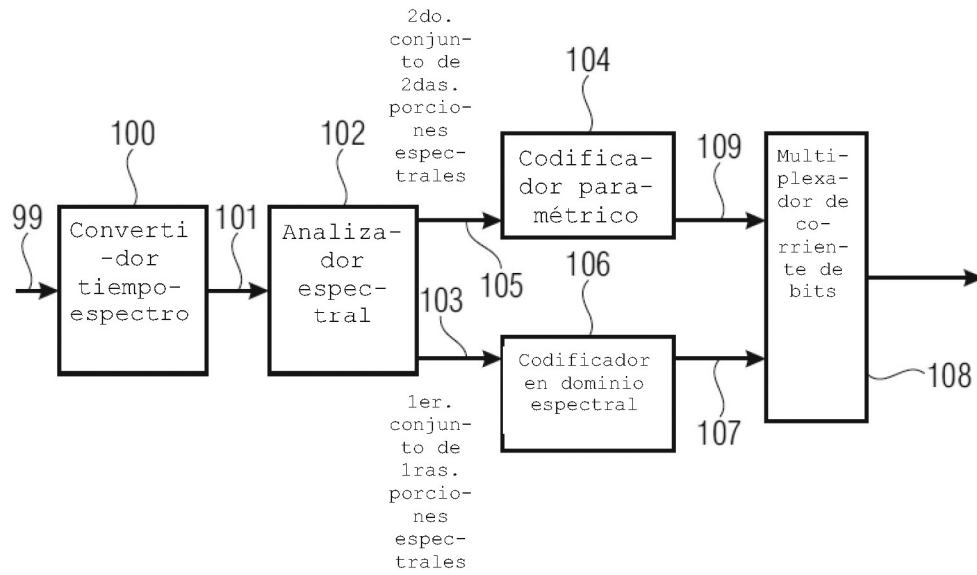 99
100
Converti
-dor
tiempo-
espectro
101
102
Analiza-
dor
espec-
tral
2do.
conjun-
to de
2das.
porcio-
nes
espec-
trales
105
103
1er.
conjun-
to de
1ras.
porcio-
nes
espec-
trales
104
Codifica-
dor para-
métrico
109
106
Codificador
en dominio
espectral
107
Multi-
plexa-
dor de
co-
rrien-
te de
bits
108